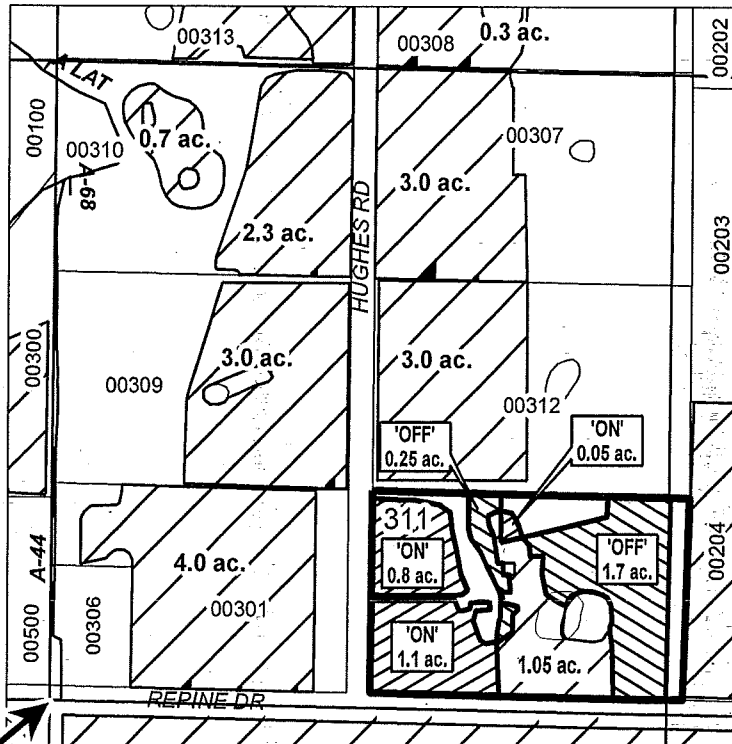 00313
00308
0.3 ac.
00202
A LAT
00100
00310
A-68
0.7 ac.
2.3 ac.
HUGHES RD
3.0 ac.
00307
00203
00300
00309
3.0 ac.
3.0 ac.
00312
'OFF'
0.25 ac.
'ON'
0.05 ac.
311
'ON'
0.8 ac.
'OFF'
1.7 ac.
00204
A-44
00500
00306
4.0 ac.
00301
'ON'
1.1 ac.
1.05 ac.
REPINE DR